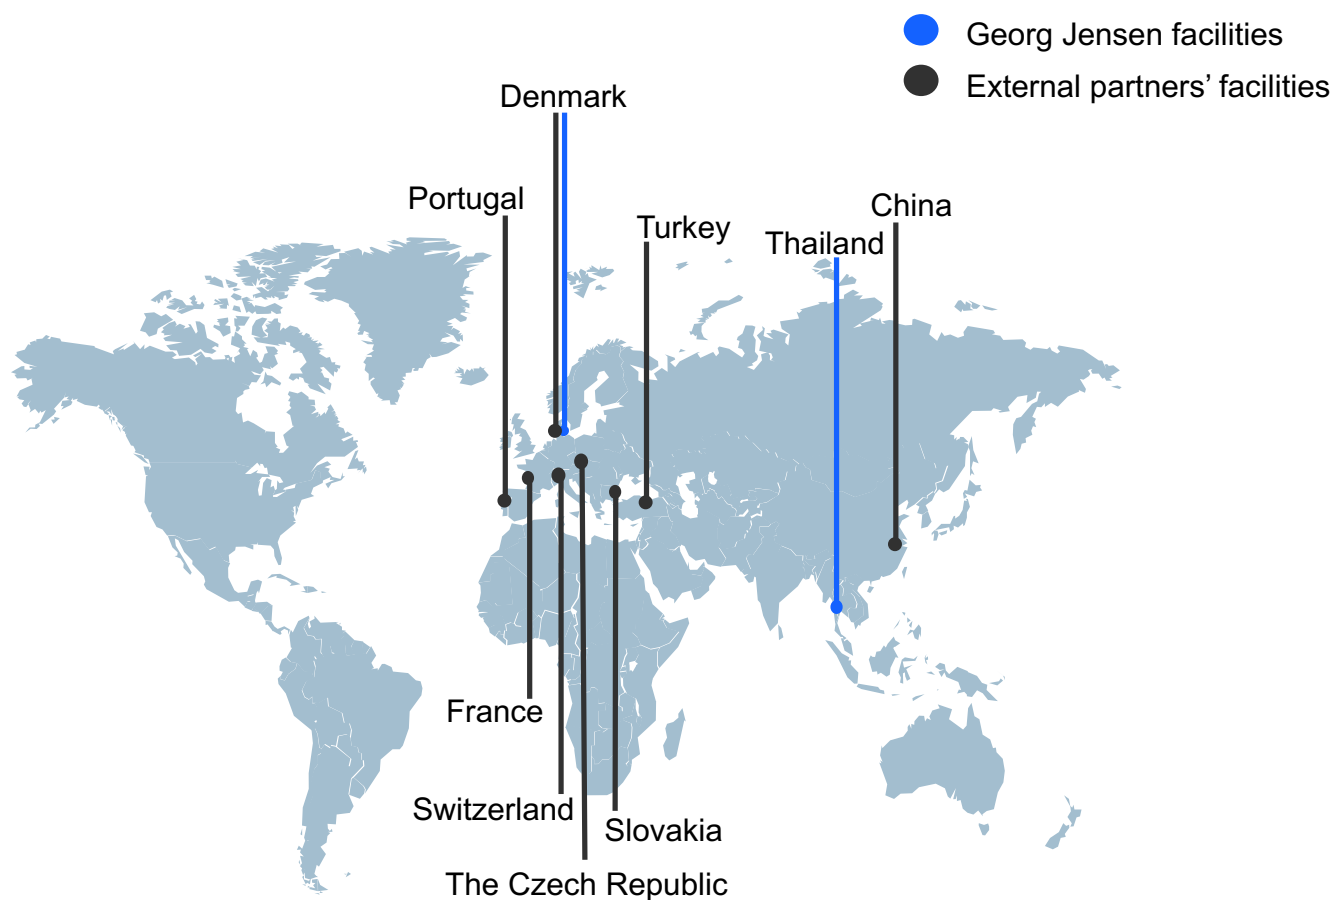 Georg Jensen facilities
External partners’ facilities
Denmark
Portugal
Turkey
China
Thailand
France
Switzerland
Slovakia
The Czech Republic